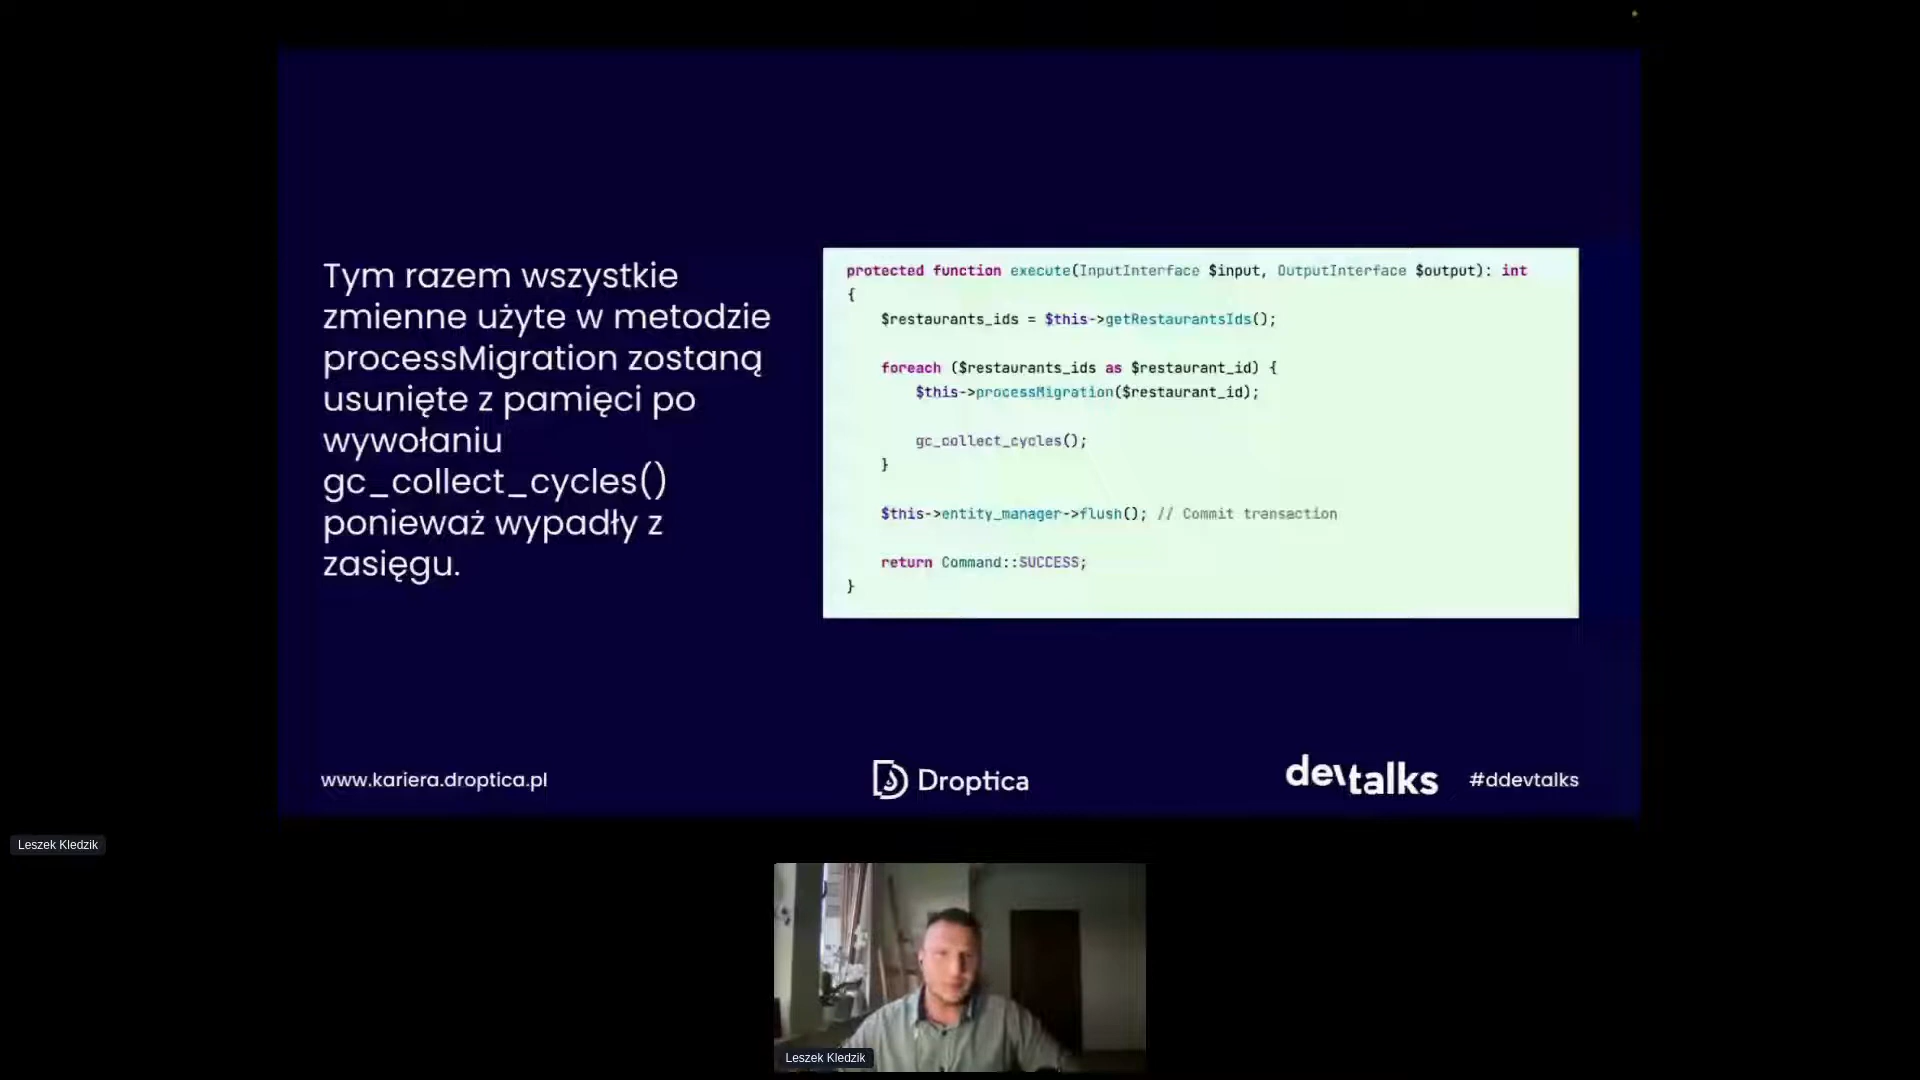 Tym razem wszystkie
zmienne użyte w metodzie
processMigration zostaną
usunięte z pamięci po
wywołaniu
gc_collect_cycles()
ponieważ wypadły z
zasięgu.
protected function execute(InputInterface $input, OutputInterface $output): int
{
$restaurants_ids = $this->getRestaurantsIds();
foreach ($restaurants_ids as $restaurant_id) {
$this->processMigration($restaurant_id);
gc_collect_cycles();
}
$this->entity_manager->flush(); // Commit transaction
return Command::SUCCESS;
}
www.kariera.droptica.pl
Droptica
devtalks
#ddevtalks
Leszek Kledzik
Leszek Kledzik